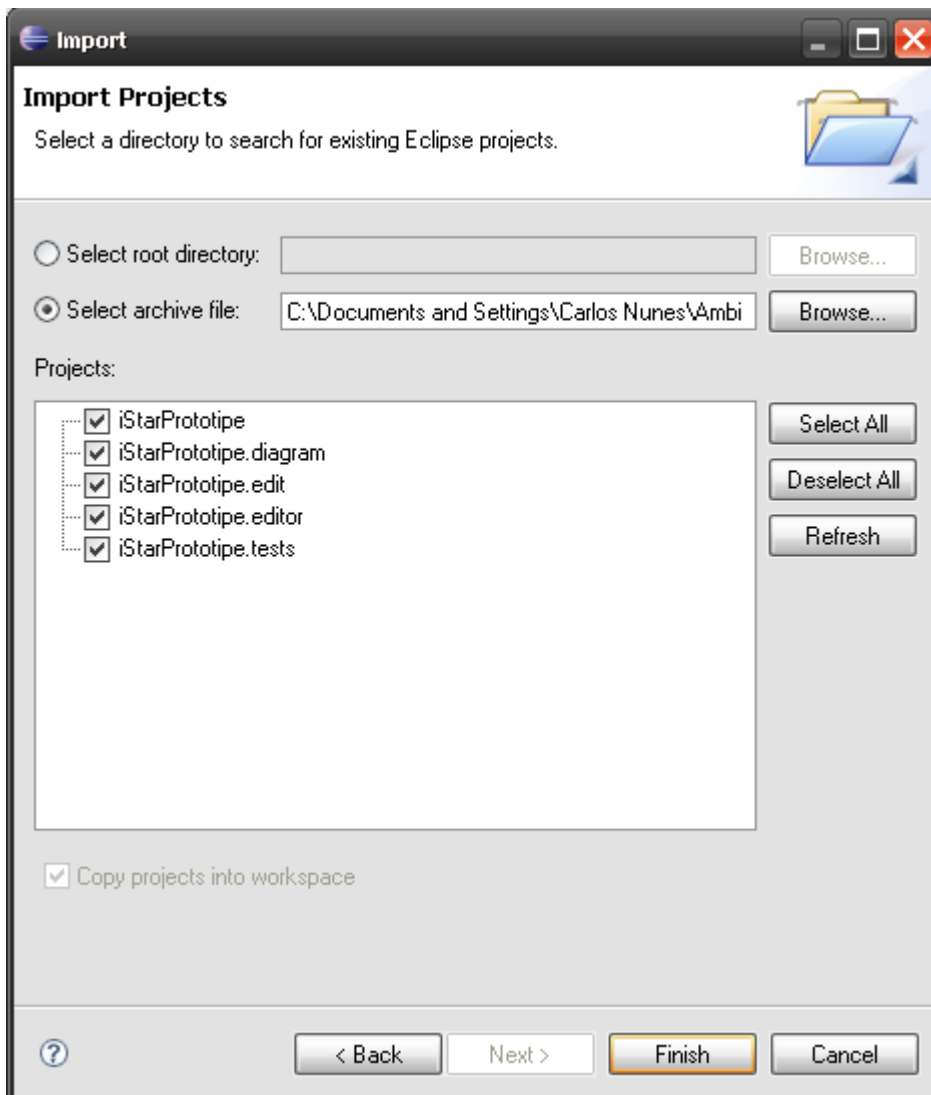 Import
Import Projects
Select a directory to search for existing Eclipse projects.
Select root directory:
Browse...
Select archive file:
C:\Documents and Settings\Carlos Nunes\Ambi
Browse...
Projects:
iStarPrototipe
iStarPrototipe.diagram
iStarPrototipe.edit
iStarPrototipe.editor
iStarPrototipe.tests
Select All
Deselect All
Refresh
Copy projects into workspace
?
< Back
Next >
Finish
Cancel